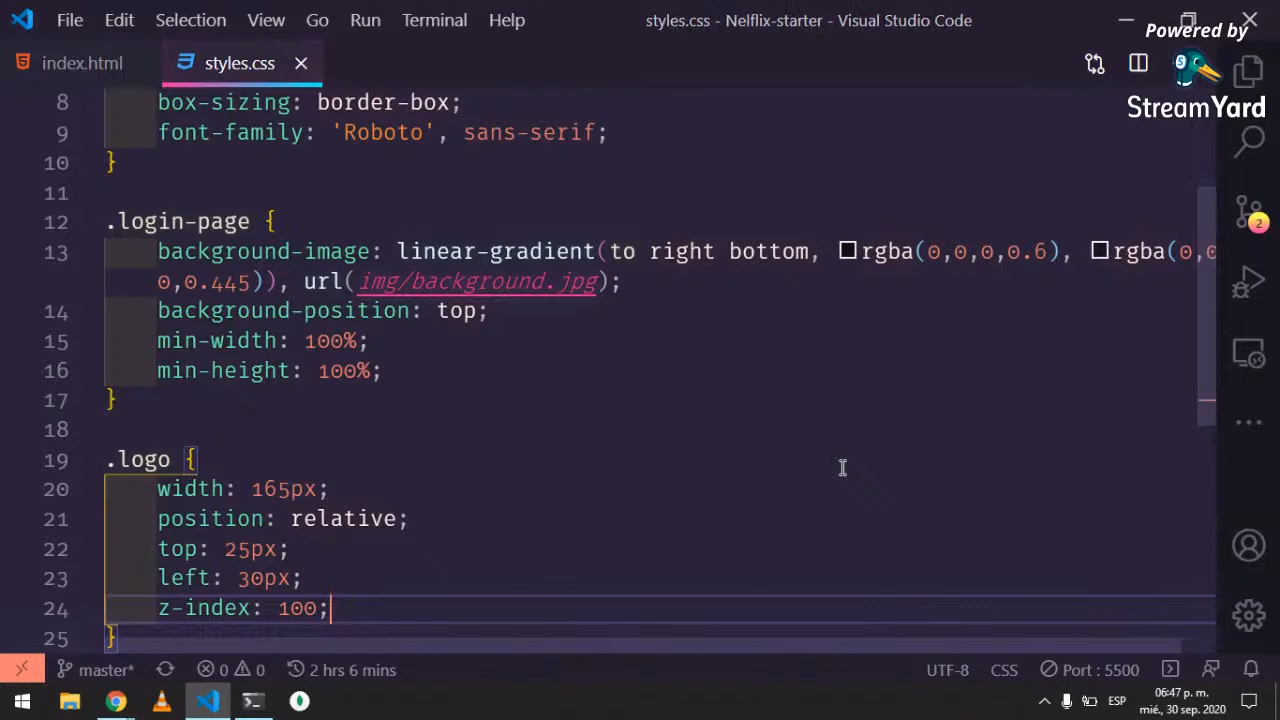 File Edit Selection View Go Run Terminal Help styles.css - Nelflix-starter - Visual Studio Code
Powered by
StreamYard
index.html styles.css
8 box-sizing: border-box;
9 font-family: 'Roboto', sans-serif;
10 }
11
12 .login-page {
13 background-image: linear-gradient(to right bottom, rgba(0,0,0,0.6), rgba(0,0
0,0.445)), url(img/background.jpg);
14 background-position: top;
15 min-width: 100%;
16 min-height: 100%;
17 }
18
19 .logo {
20 width: 165px;
21 position: relative;
22 top: 25px;
23 left: 30px;
24 z-index: 100;
25 }
2
master* 0 0 2 hrs 6 mins UTF-8 CSS Port : 5500
ESP 06:47 p. m.
mié., 30 sep. 2020